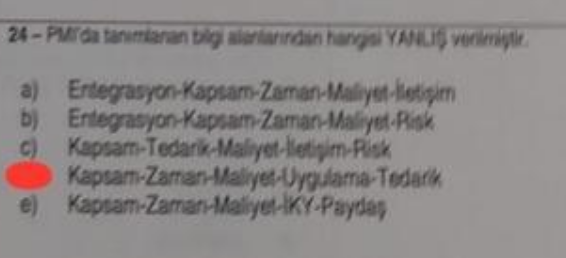 24 – PMI'da tanımlanan bilgi alanlarından hangisi YANLIŞ verilmiştir.
a) Entegrasyon-Kapsam-Zaman-Maliyet-İletişim
b) Entegrasyon-Kapsam-Zaman-Maliyet-Risk
c) Kapsam-Tedarik-Maliyet-İletişim-Risk
Kapsam-Zaman-Maliyet-Uygulama-Tedarik
e) Kapsam-Zaman-Maliyet-İKY-Paydaş